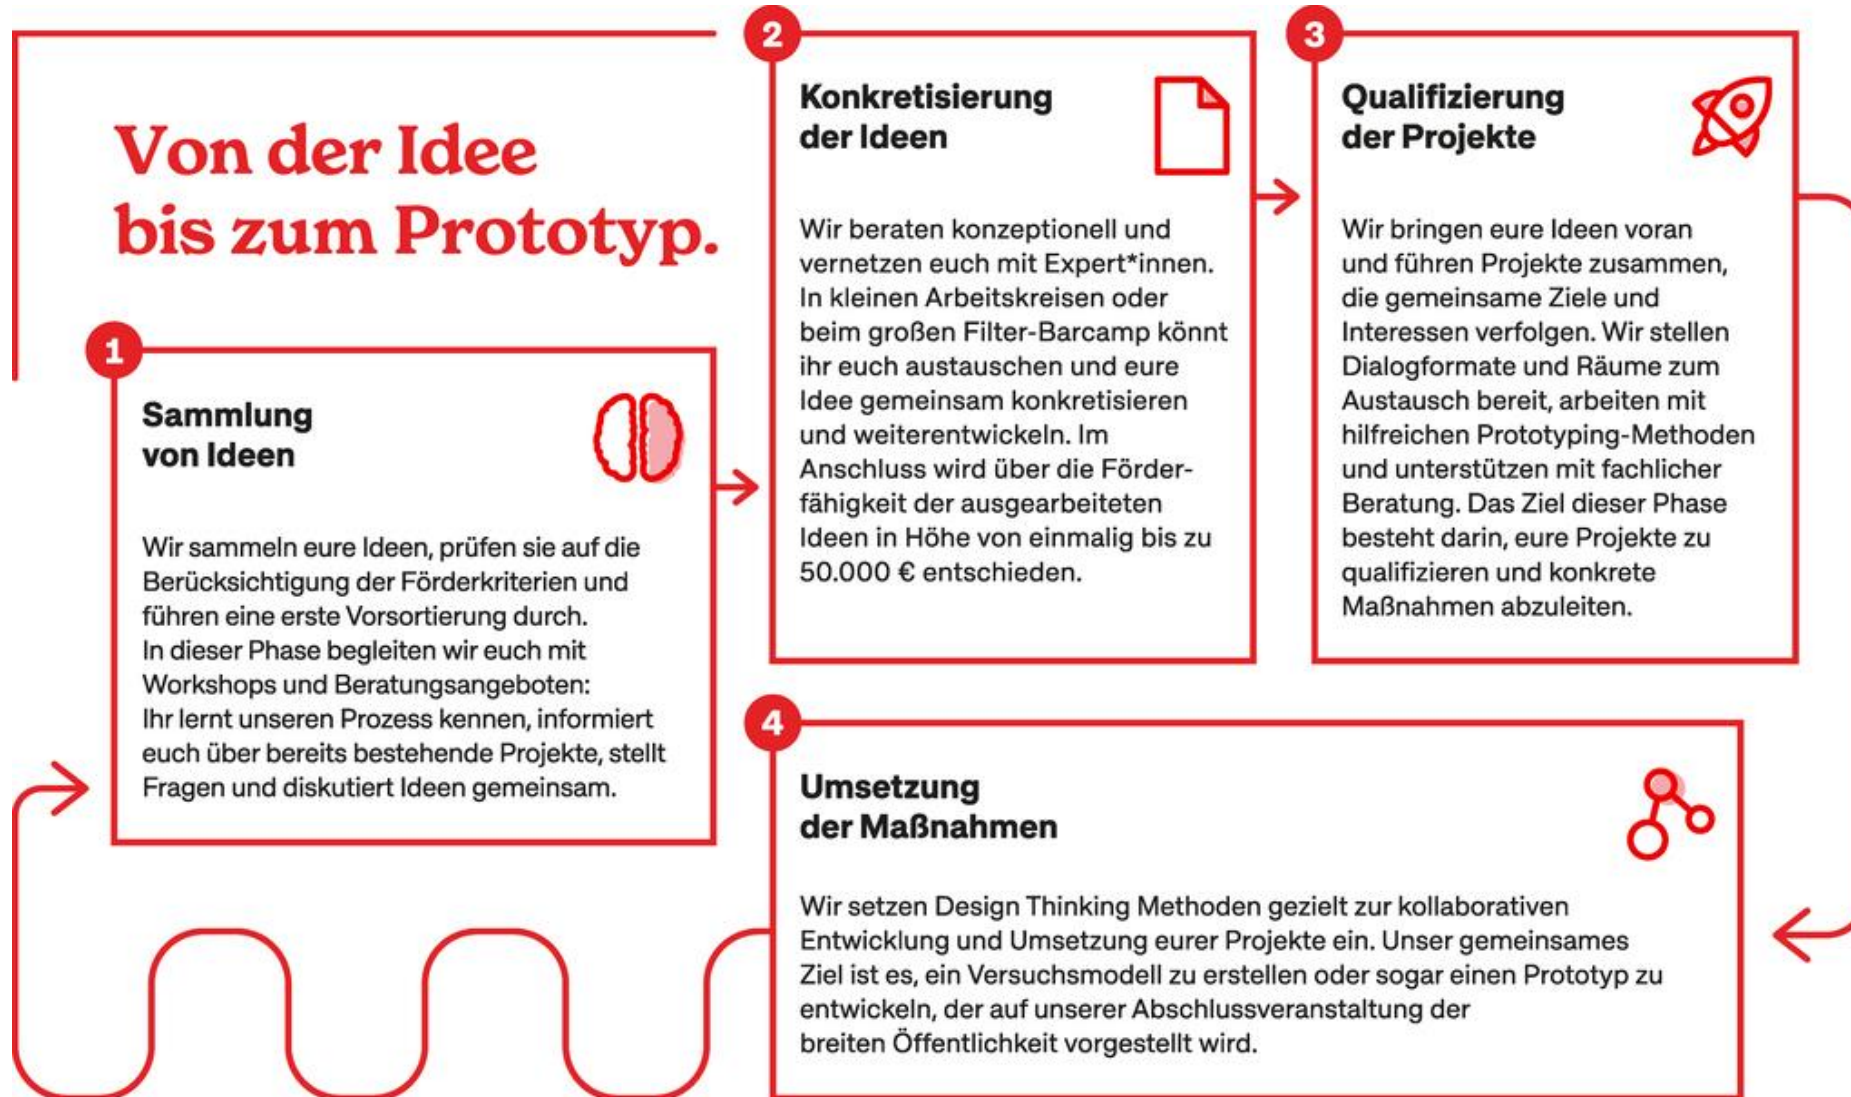 Von der Idee
bis zum Prototyp.
1
Sammlung
von Ideen
Wir sammeln eure Ideen, prüfen sie auf die
Berücksichtigung der Förderkriterien und
führen eine erste Vorsortierung durch.
In dieser Phase begleiten wir euch mit
Workshops und Beratungsangeboten:
Ihr lernt unseren Prozess kennen, informiert
euch über bereits bestehende Projekte, stellt
Fragen und diskutiert Ideen gemeinsam.
2
Konkretisierung
der Ideen
Wir beraten konzeptionell und
vernetzen euch mit Expert*innen.
In kleinen Arbeitskreisen oder
beim großen Filter-Barcamp könnt
ihr euch austauschen und eure
Idee gemeinsam konkretisieren
und weiterentwickeln. Im
Anschluss wird über die Förder-
fähigkeit der ausgearbeiteten
Ideen in Höhe von einmalig bis zu
50.000 € entschieden.
3
Qualifizierung
der Projekte
Wir bringen eure Ideen voran
und führen Projekte zusammen,
die gemeinsame Ziele und
Interessen verfolgen. Wir stellen
Dialogformate und Räume zum
Austausch bereit, arbeiten mit
hilfreichen Prototyping-Methoden
und unterstützen mit fachlicher
Beratung. Das Ziel dieser Phase
besteht darin, eure Projekte zu
qualifizieren und konkrete
Maßnahmen abzuleiten.
4
Umsetzung
der Maßnahmen
Wir setzen Design Thinking Methoden gezielt zur kollaborativen
Entwicklung und Umsetzung eurer Projekte ein. Unser gemeinsames
Ziel ist es, ein Versuchsmodell zu erstellen oder sogar einen Prototyp zu
entwickeln, der auf unserer Abschlussveranstaltung der
breiten Öffentlichkeit vorgestellt wird.